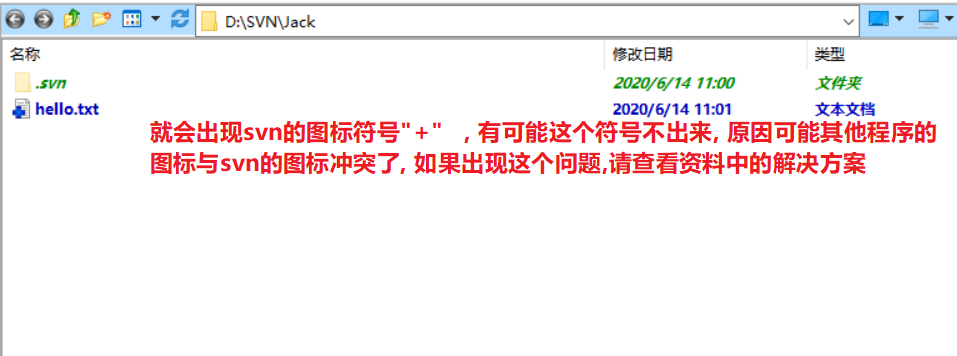 D:\SVN\Jack
名称 修改日期 类型
.svn 2020/6/14 11:00 文件夹
hello.txt 2020/6/14 11:01 文本文档
就会出现svn的图标符号"+" , 有可能这个符号不出来, 原因可能其他程序的
图标与svn的图标冲突了, 如果出现这个问题,请查看资料中的解决方案